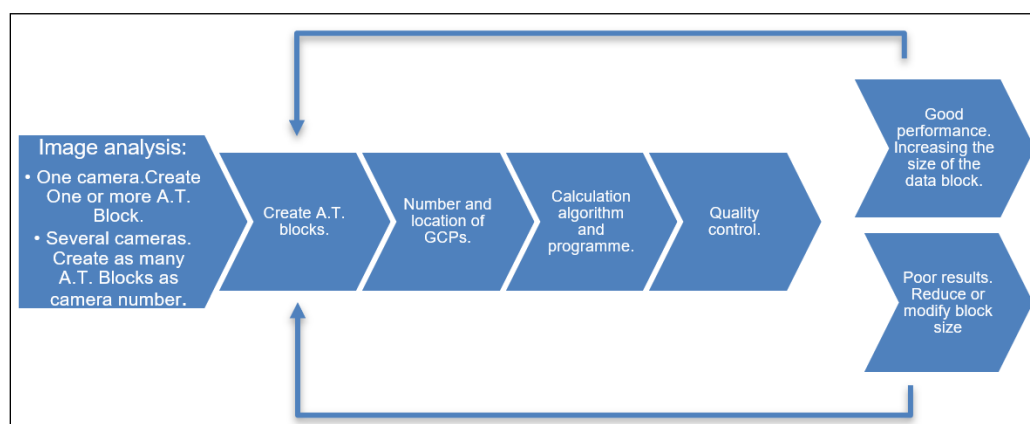 Image analysis:
• One camera.Create
One or more A.T.
Block.
• Several cameras.
Create as many
A.T. Blocks as
camera number.
Create A.T.
blocks.
Number and
location of
GCPs.
Calculation
algorithm
and
programme.
Quality
control.
Good
performance.
Increasing the
size of the
data block.
Poor results.
Reduce or
modify block
size